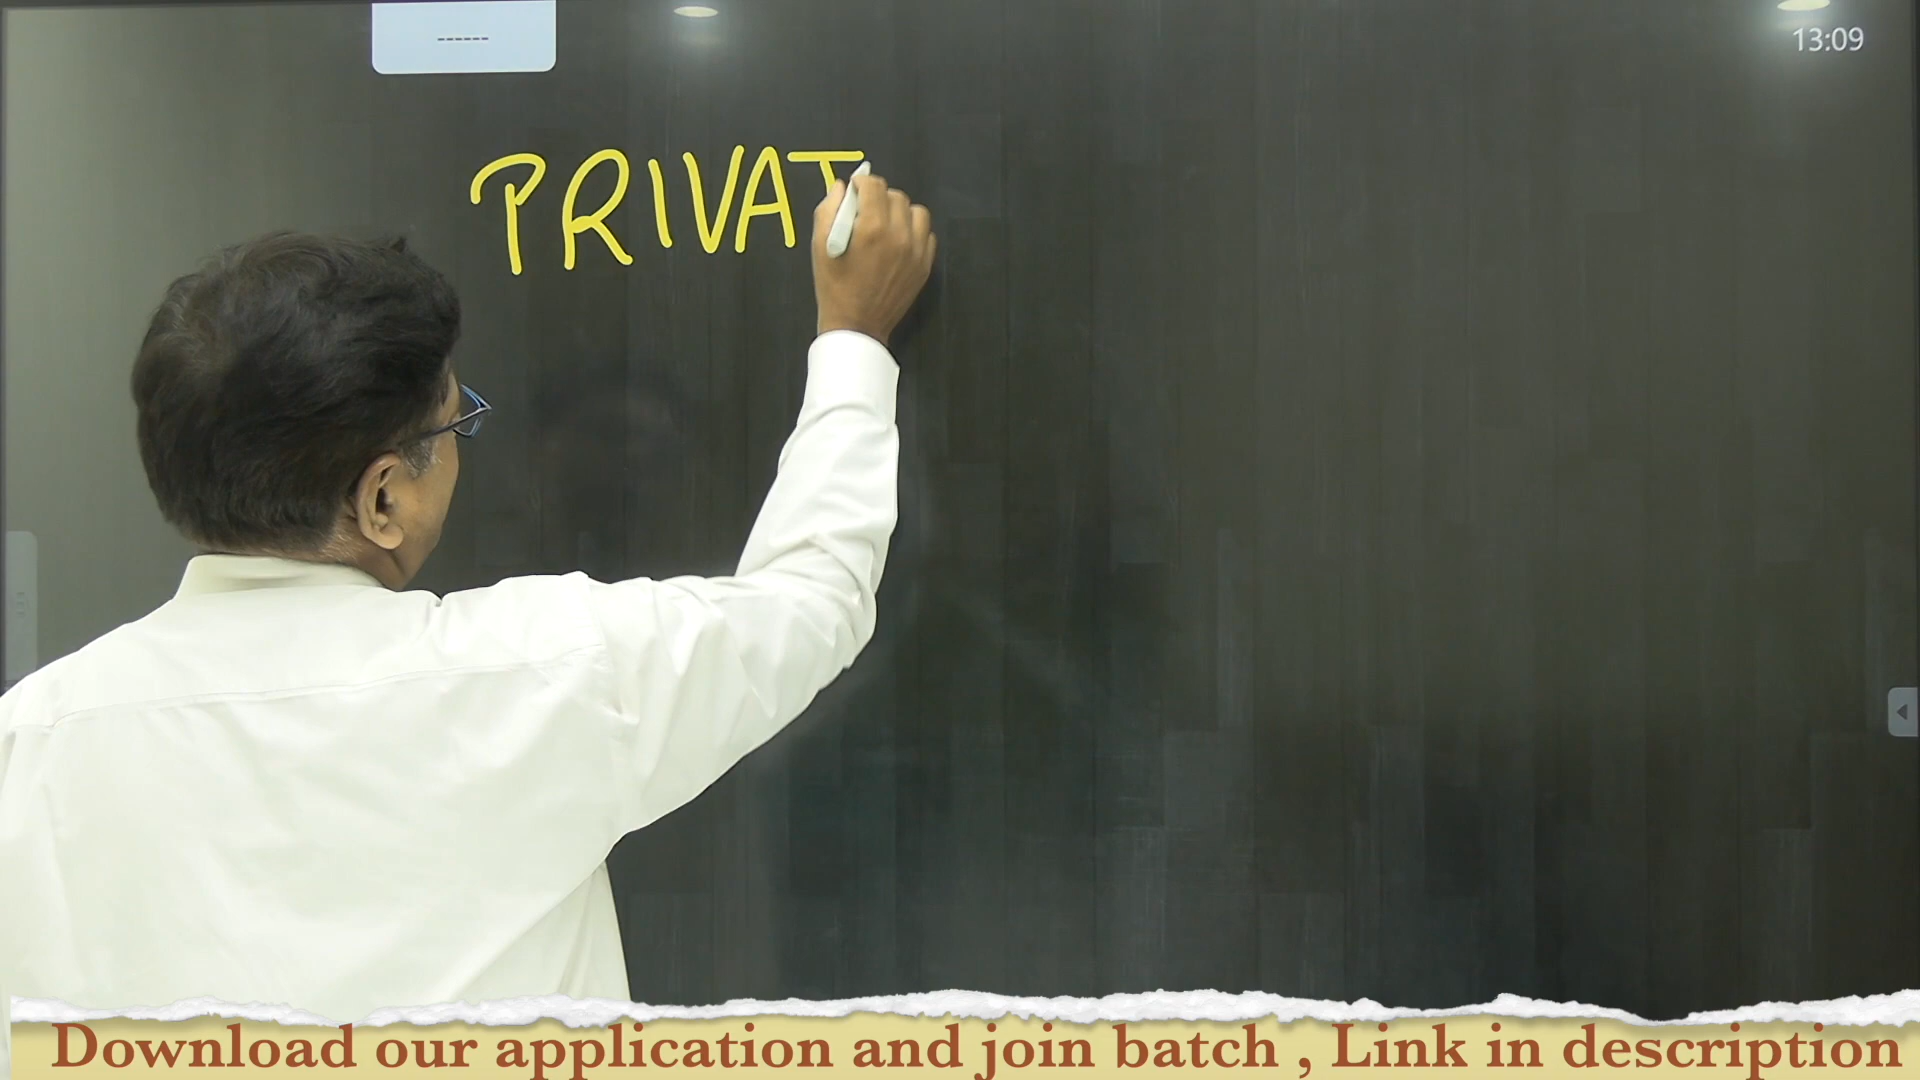 ------
13:09
PRIVAT
Download our application and join batch , Link in description